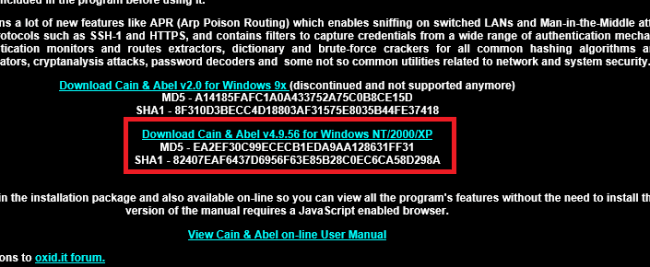 ncluded in the program before using it.
ns a lot of new features like APR (Arp Poison Routing) which enables sniffing on switched LANs and Man-in-the-Middle att
rotocols such as SSH-1 and HTTPS, and contains filters to capture credentials from a wide range of authentication mecha
tication monitors and routes extractors, dictionary and brute-force crackers for all common hashing algorithms a
ators, cryptanalysis attacks, password decoders and some not so common utilities related to network and system security.
Download Cain & Abel v2.0 for Windows 9x (discontinued and not supported anymore)
MD5 - A14185FAFC1A0A433752A75C0B8CE15D
SHA1 - 8F310D3BECC4D18803AF31575E8035B44FE37418
Download Cain & Abel v4.9.56 for Windows NT/2000/XP
MD5 - EA2EF30C99ECECB1EDA9AA128631FF31
SHA1 - 82407EAF6437D6956F63E85B28C0EC6CA58D298A
in the installation package and also available on-line so you can view all the program's features without the need to install th
version of the manual requires a JavaScript enabled browser.
View Cain & Abel on-line User Manual
ons to oxid.it forum.